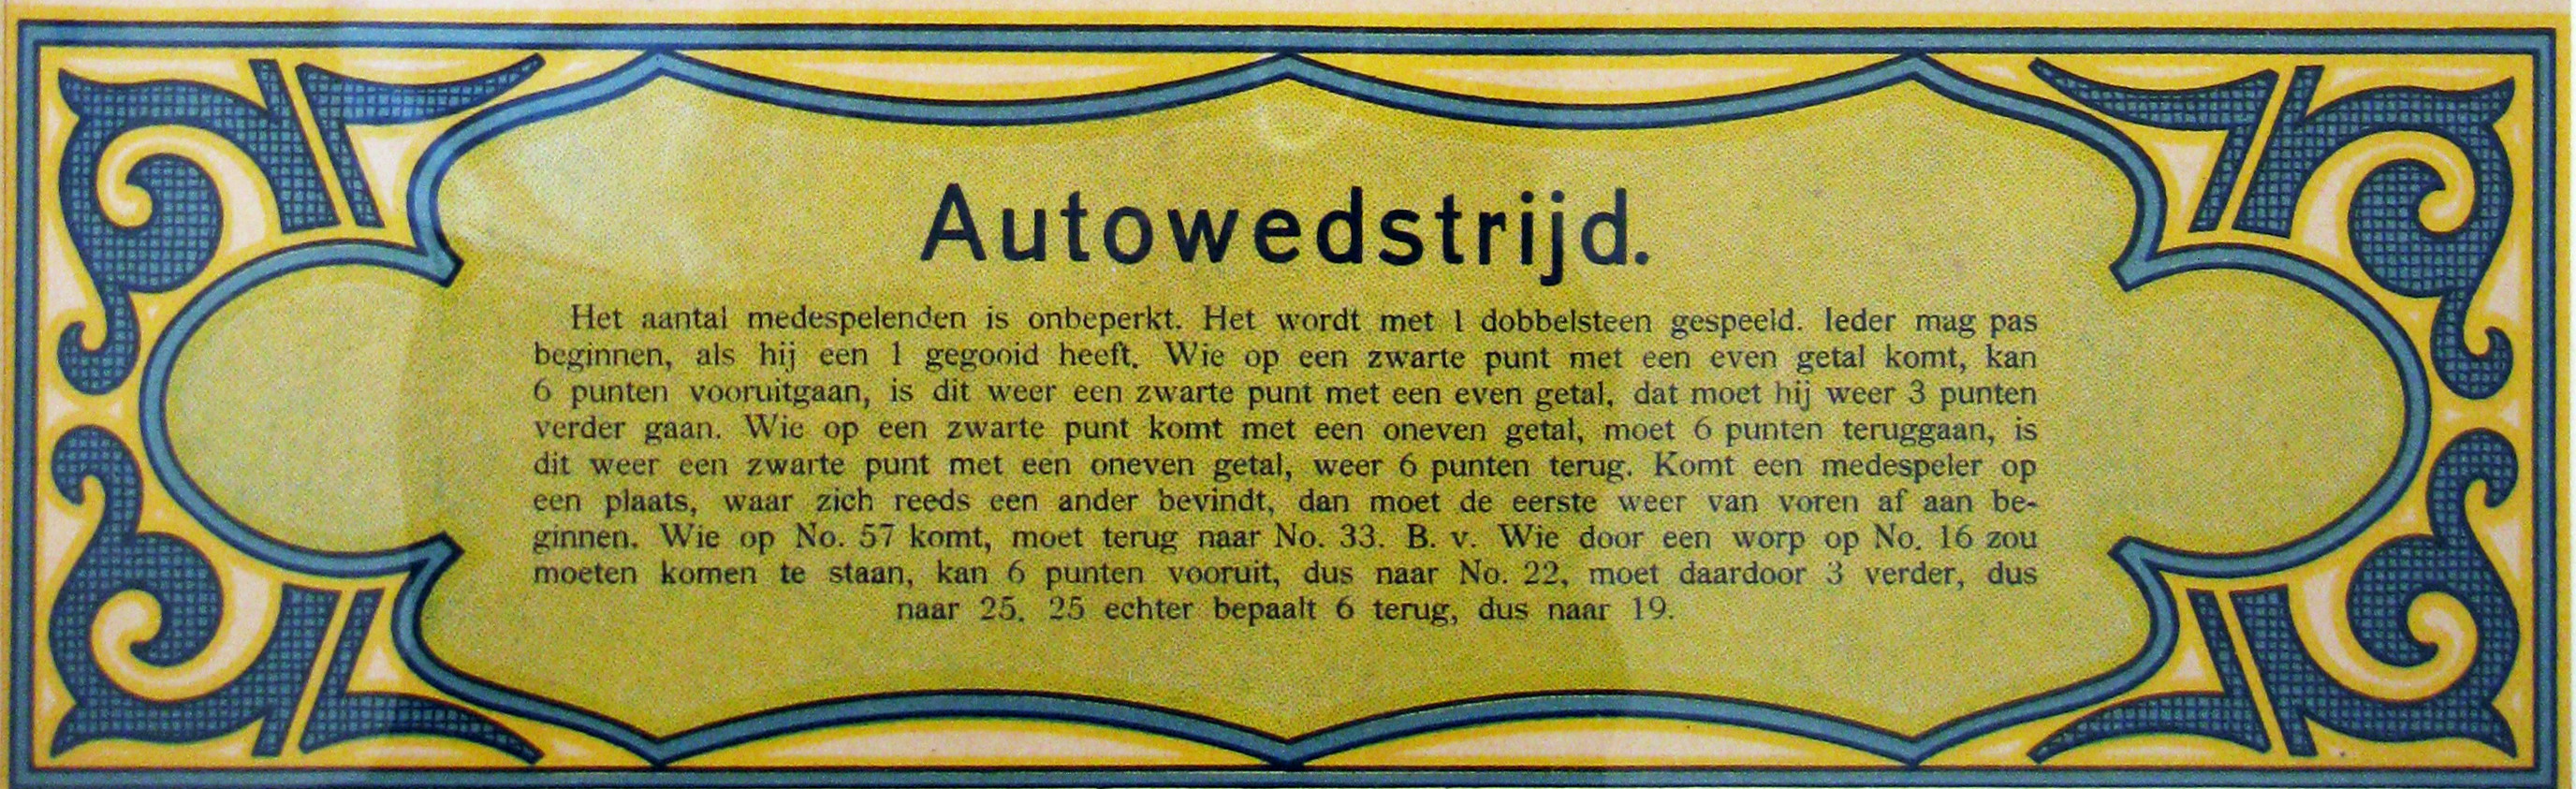 Autowedstrijd.
Het aantal medespelenden is onbeperkt. Het wordt met 1 dobbelsteen gespeeld. Ieder mag pas
beginnen, als hij een 1 gegooid heeft. Wie op een zwarte punt met een even getal komt, kan
6 punten vooruitgaan, is dit weer een zwarte punt met een even getal, dat moet hij weer 3 punten
verder gaan. Wie op een zwarte punt komt met een oneven getal, moet 6 punten teruggaan, is
dit weer een zwarte punt met een oneven getal, weer 6 punten terug. Komt een medespeler op
een plaats, waar zich reeds een ander bevindt, dan moet de eerste weer van voren af aan be-
ginnen. Wie op No. 57 komt, moet terug naar No. 33. B. v. Wie door een worp op No. 16 zou
moeten komen te staan, kan 6 punten vooruit, dus naar No. 22, moet daardoor 3 verder, dus
naar 25. 25 echter bepaalt 6 terug, dus naar 19.